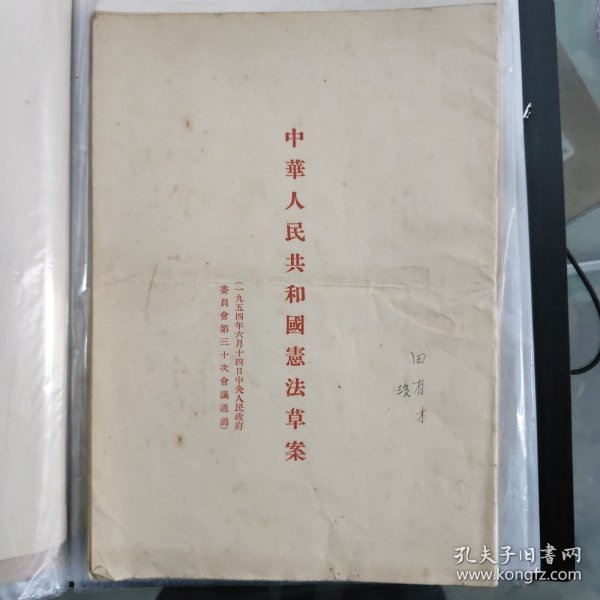 田有才
中華人民共和國憲法草案
(一九五四年六月十四日中央人民政府
委員會第三十次會議通過)
孔夫子旧书网
www.kongfz.com